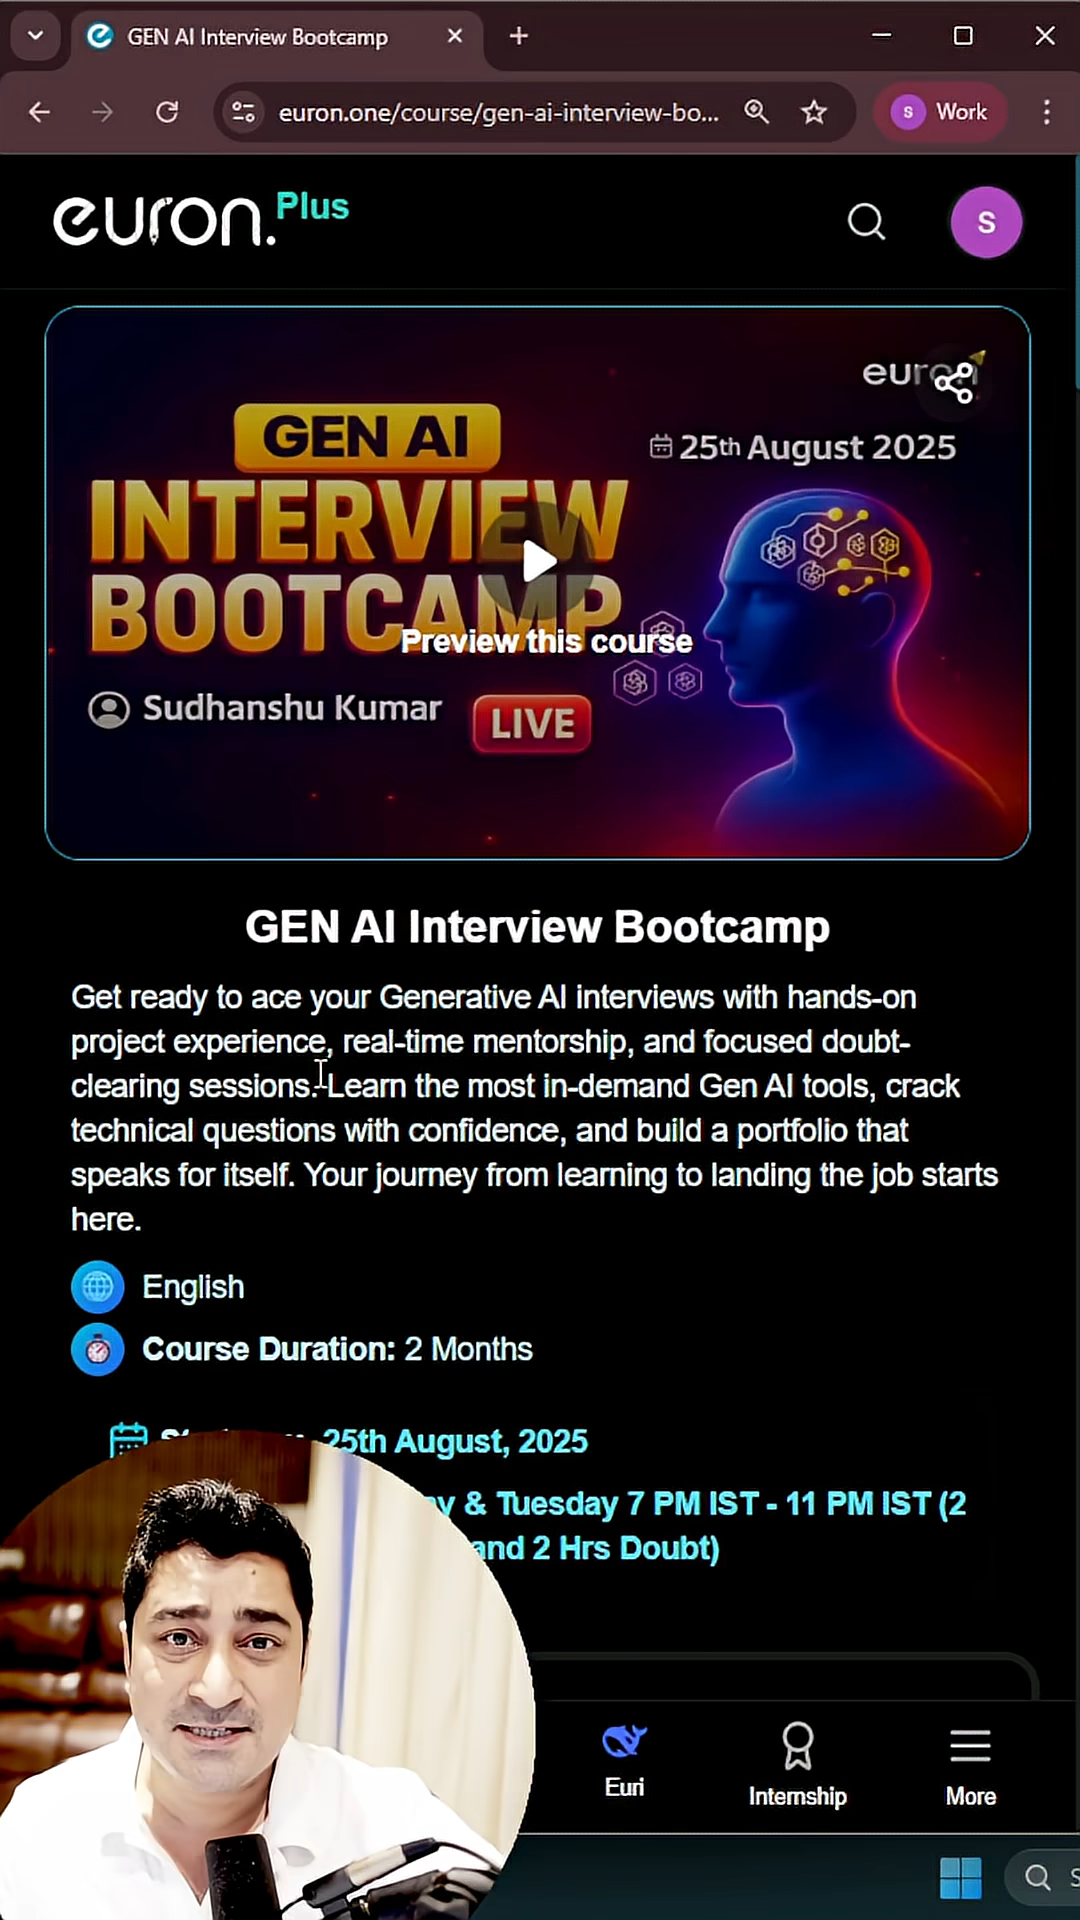 GEN AI Interview Bootcamp
euron.one/course/gen-ai-interview-bo...
S Work
euron.Plus
S
euron
GEN AI
25th August 2025
INTERVIEW
BOOTCAMP
Preview this course
Sudhanshu Kumar
LIVE
GEN AI Interview Bootcamp
Get ready to ace your Generative AI interviews with hands-on
project experience, real-time mentorship, and focused doubt-
clearing sessions. Learn the most in-demand Gen AI tools, crack
technical questions with confidence, and build a portfolio that
speaks for itself. Your journey from learning to landing the job starts
here.
English
Course Duration: 2 Months
25th August, 2025
& Tuesday 7 PM IST - 11 PM IST (2
and 2 Hrs Doubt)
Euri
Internship
More